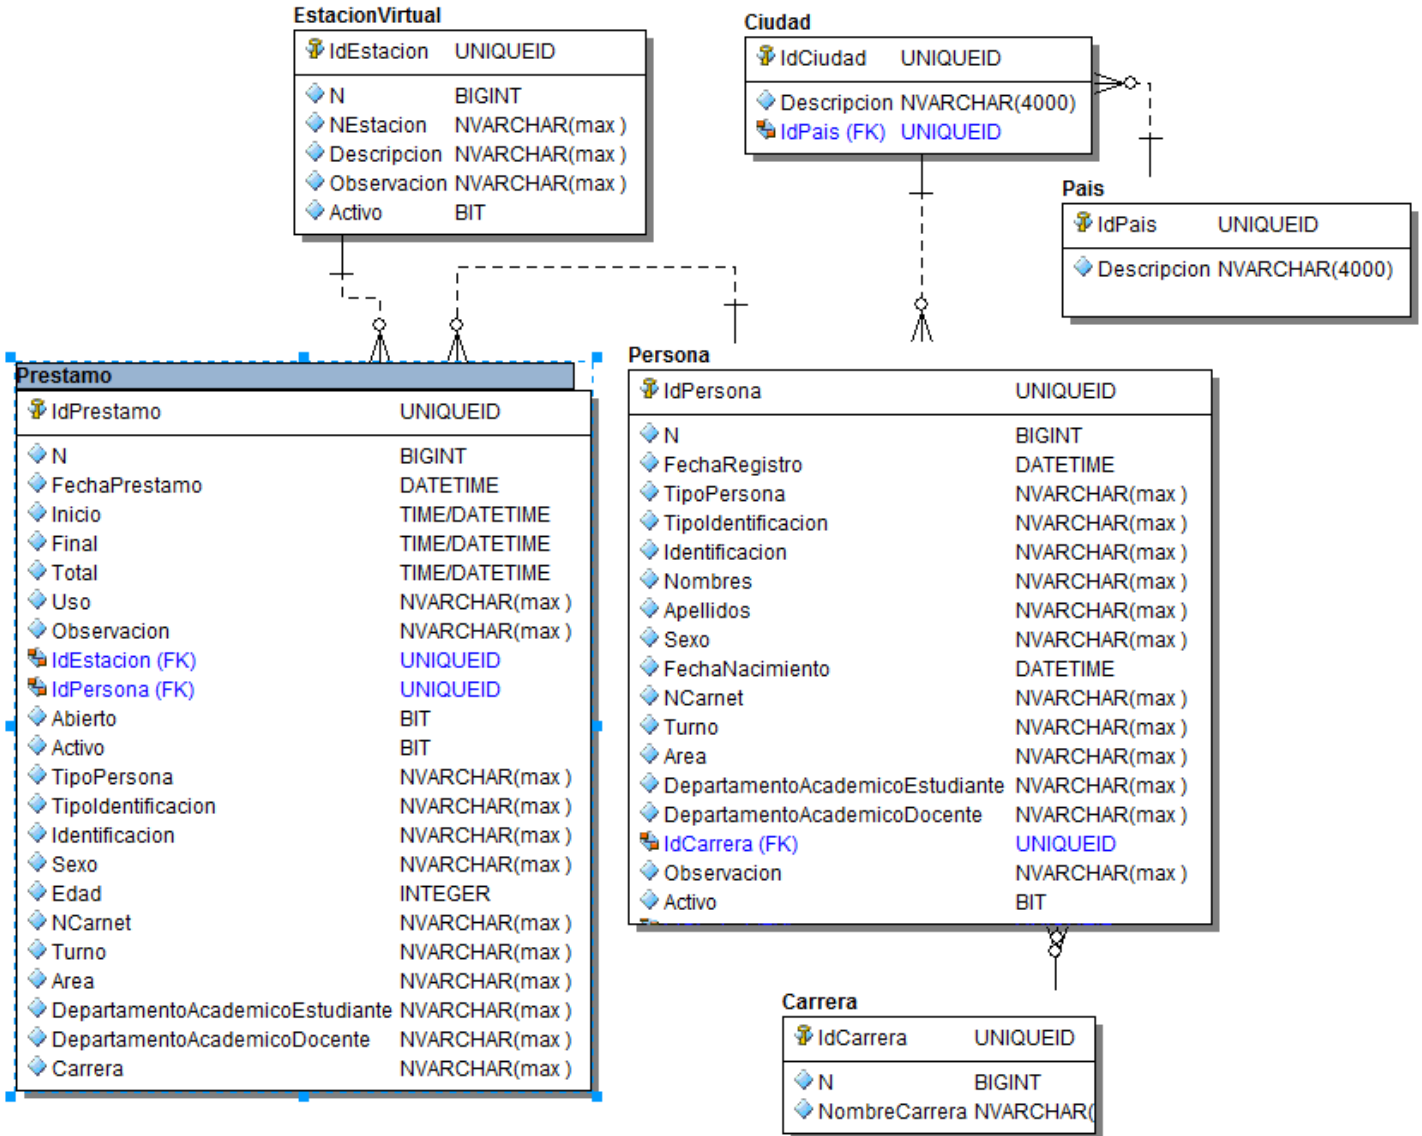 EstacionVirtual
IdEstacion UNIQUEID
N BIGINT
NEstacion NVARCHAR(max )
Descripcion NVARCHAR(max )
Observacion NVARCHAR(max )
Activo BIT
Ciudad
IdCiudad UNIQUEID
Descripcion NVARCHAR(4000)
IdPais (FK) UNIQUEID
Pais
IdPais UNIQUEID
Descripcion NVARCHAR(4000)
Prestamo
IdPrestamo UNIQUEID
N BIGINT
FechaPrestamo DATETIME
Inicio TIME/DATETIME
Final TIME/DATETIME
Total TIME/DATETIME
Uso NVARCHAR(max )
Observacion NVARCHAR(max )
IdEstacion (FK) UNIQUEID
IdPersona (FK) UNIQUEID
Abierto BIT
Activo BIT
TipoPersona NVARCHAR(max )
TipoIdentificacion NVARCHAR(max )
Identificacion NVARCHAR(max )
Sexo NVARCHAR(max )
Edad INTEGER
NCarnet NVARCHAR(max )
Turno NVARCHAR(max )
Area NVARCHAR(max )
DepartamentoAcademicoEstudiante NVARCHAR(max )
DepartamentoAcademicoDocente NVARCHAR(max )
Carrera NVARCHAR(max )
Persona
IdPersona UNIQUEID
N BIGINT
FechaRegistro DATETIME
TipoPersona NVARCHAR(max )
TipoIdentificacion NVARCHAR(max )
Identificacion NVARCHAR(max )
Nombres NVARCHAR(max )
Apellidos NVARCHAR(max )
Sexo NVARCHAR(max )
FechaNacimiento DATETIME
NCarnet NVARCHAR(max )
Turno NVARCHAR(max )
Area NVARCHAR(max )
DepartamentoAcademicoEstudiante NVARCHAR(max )
DepartamentoAcademicoDocente NVARCHAR(max )
IdCarrera (FK) UNIQUEID
Observacion NVARCHAR(max )
Activo BIT
Carrera
IdCarrera UNIQUEID
N BIGINT
NombreCarrera NVARCHAR(